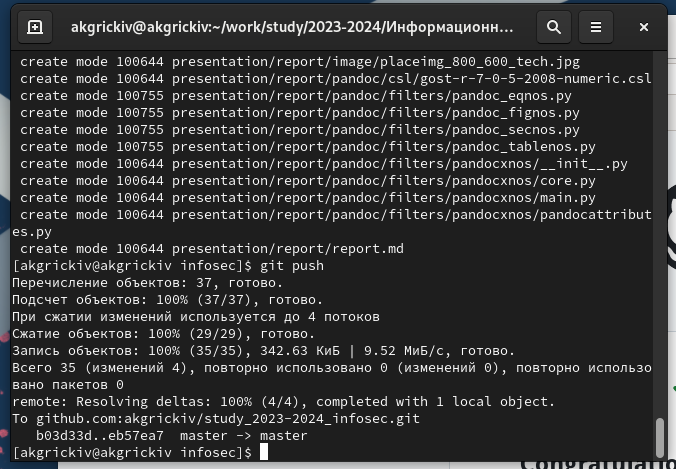 akgrickiv@akgrickiv:~/work/study/2023-2024/Информационн...
create mode 100644 presentation/report/image/placeimg_800_600_tech.jpg
create mode 100644 presentation/report/pandoc/csl/gost-r-7-0-5-2008-numeric.csl
create mode 100755 presentation/report/pandoc/filters/pandoc_eqnos.py
create mode 100755 presentation/report/pandoc/filters/pandoc_fignos.py
create mode 100755 presentation/report/pandoc/filters/pandoc_secnos.py
create mode 100755 presentation/report/pandoc/filters/pandoc_tablenos.py
create mode 100644 presentation/report/pandoc/filters/pandocxnos/__init__.py
create mode 100644 presentation/report/pandoc/filters/pandocxnos/core.py
create mode 100644 presentation/report/pandoc/filters/pandocxnos/main.py
create mode 100644 presentation/report/pandoc/filters/pandocxnos/pandocattribut
es.py
create mode 100644 presentation/report/report.md
[akgrickiv@akgrickiv infosec]$ git push
Перечисление объектов: 37, готово.
Подсчет объектов: 100% (37/37), готово.
При сжатии изменений используется до 4 потоков
Сжатие объектов: 100% (29/29), готово.
Запись объектов: 100% (35/35), 342.63 КиБ | 9.52 МиБ/с, готово.
Всего 35 (изменений 4), повторно использовано 0 (изменений 0), повторно использо
вано пакетов 0
remote: Resolving deltas: 100% (4/4), completed with 1 local object.
To github.com:akgrickiv/study_2023-2024_infosec.git
b03d33d..eb57ea7 master -> master
[akgrickiv@akgrickiv infosec]$